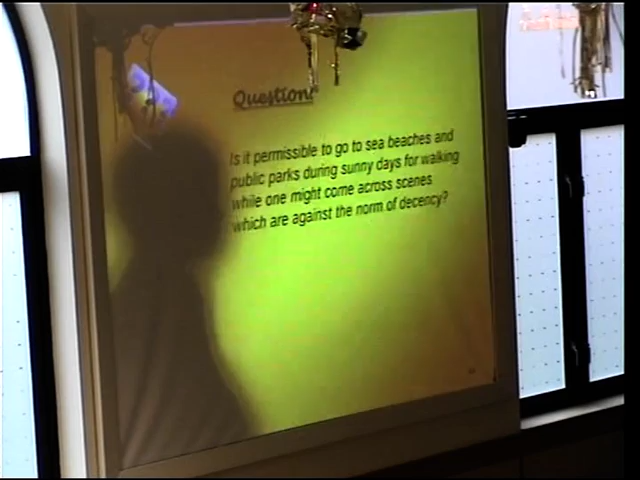 Question:
Is it permissible to go to sea beaches and
public parks during sunny days for walking
while one might come across scenes
which are against the norm of decency?